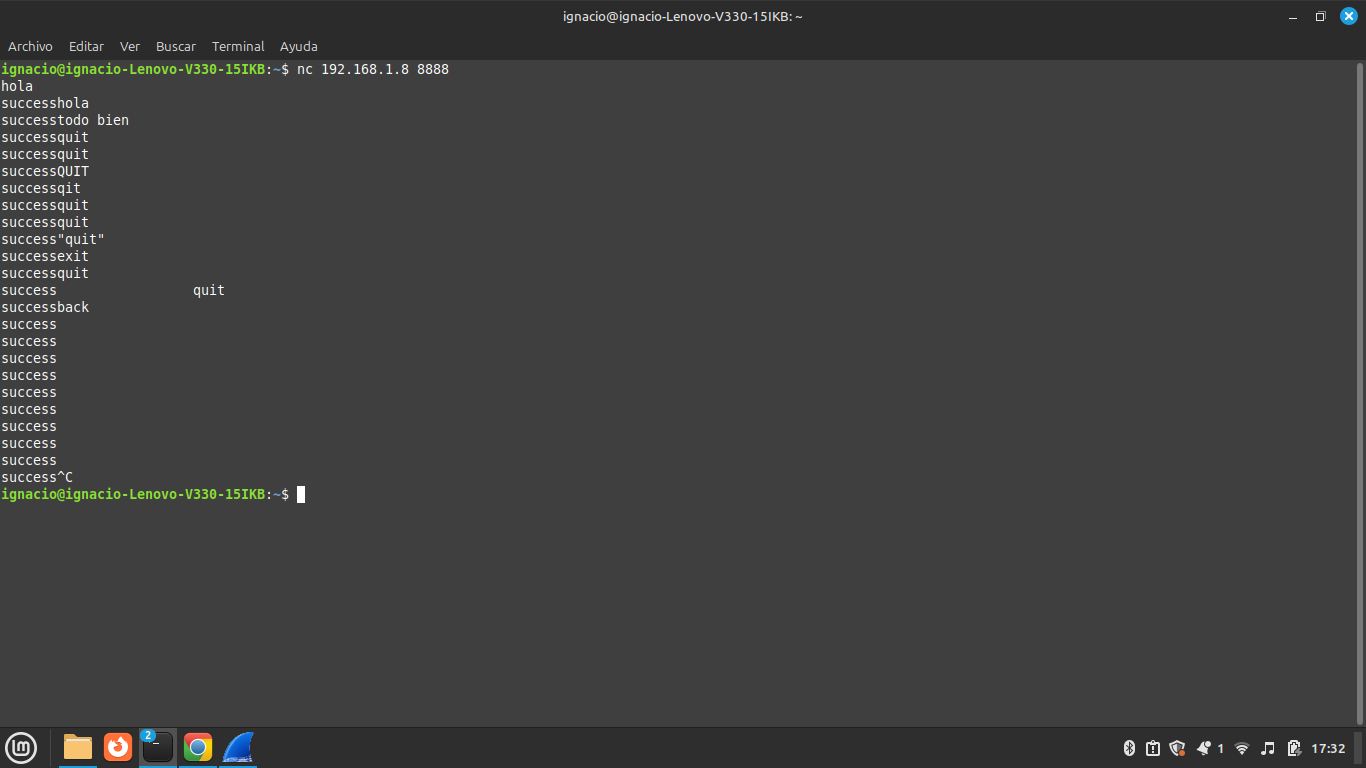 ignacio@ignacio-Lenovo-V330-15IKB: ~
Archivo Editar Ver Buscar Terminal Ayuda
ignacio@ignacio-Lenovo-V330-15IKB:~$ nc 192.168.1.8 8888
hola
successhola
successtodo bien
successquit
successquit
successQUIT
successqit
successquit
successquit
success"quit"
successexit
successquit
success                 quit
successback
success
success
success
success
success
success
success
success
success
success^C
ignacio@ignacio-Lenovo-V330-15IKB:~$
2
1 17:32